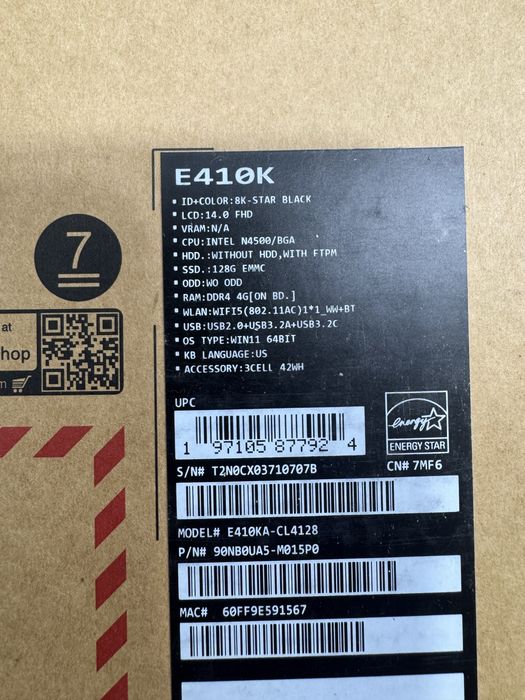 E410K
▪ ID+COLOR:8K-STAR BLACK
▪ LCD:14.0 FHD
▪ VRAM:N/A
▪ CPU:INTEL N4500/BGA
▪ HDD.:WITHOUT HDD,WITH FTPM
▪ SSD.:128G EMMC
▪ ODD:WO ODD
▪ RAM:DDR4 4G[ON BD.]
▪ WLAN:WIFI5(802.11AC)1*1_WW+BT
▪ USB:USB2.0+USB3.2A+USB3.2C
▪ OS TYPE:WIN11 64BIT
▪ KB LANGUAGE:US
▪ ACCESSORY:3CELL 42WH
7
at
hop
m
UPC
1 97105 87792 4
energy
ENERGY STAR
S/N# T2N0CX03710707B
CN# 7MF6
MODEL# E410KA-CL4128
P/N# 90NB0UA5-M015P0
MAC# 60FF9E591567